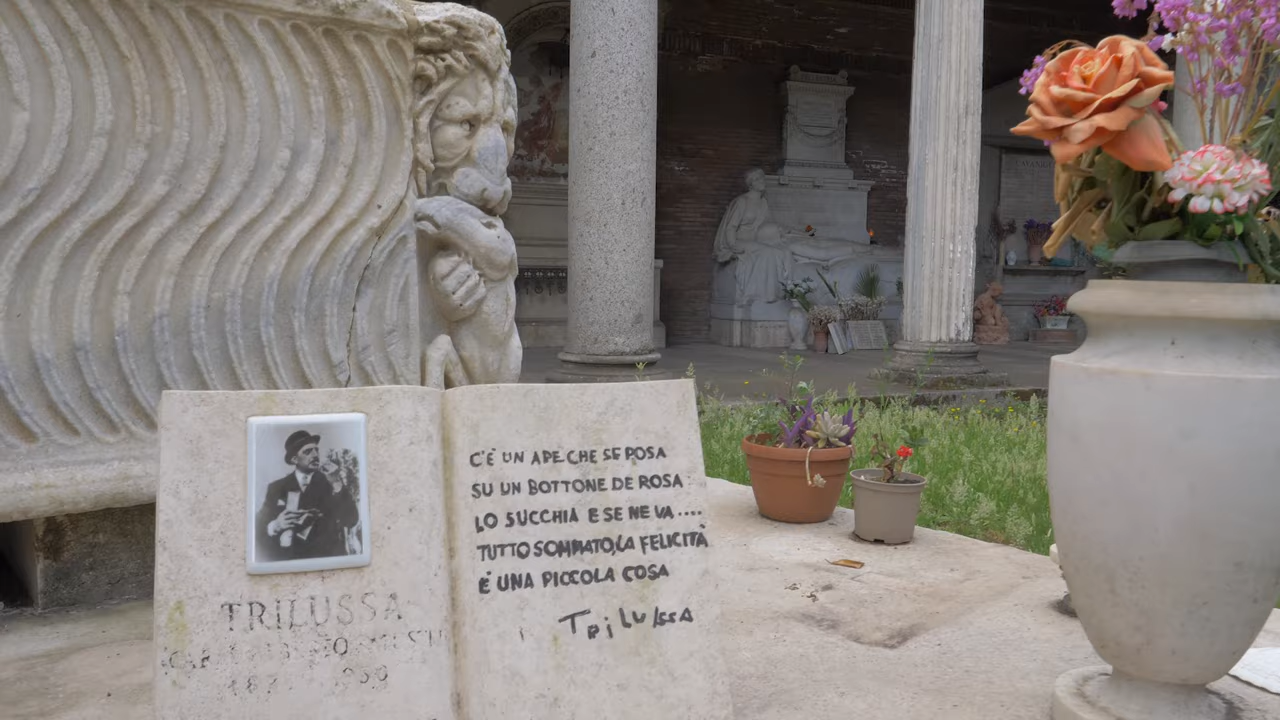 TRILUSSA
C'È UN APE CHE SE POSA
SU UN BOTTONE DE ROSA
LO SUCCHIA E SE NE VA ....
TUTTO SOMMATO, LA FELICITÀ
È UNA PICCOLA COSA
TRiLUSSA